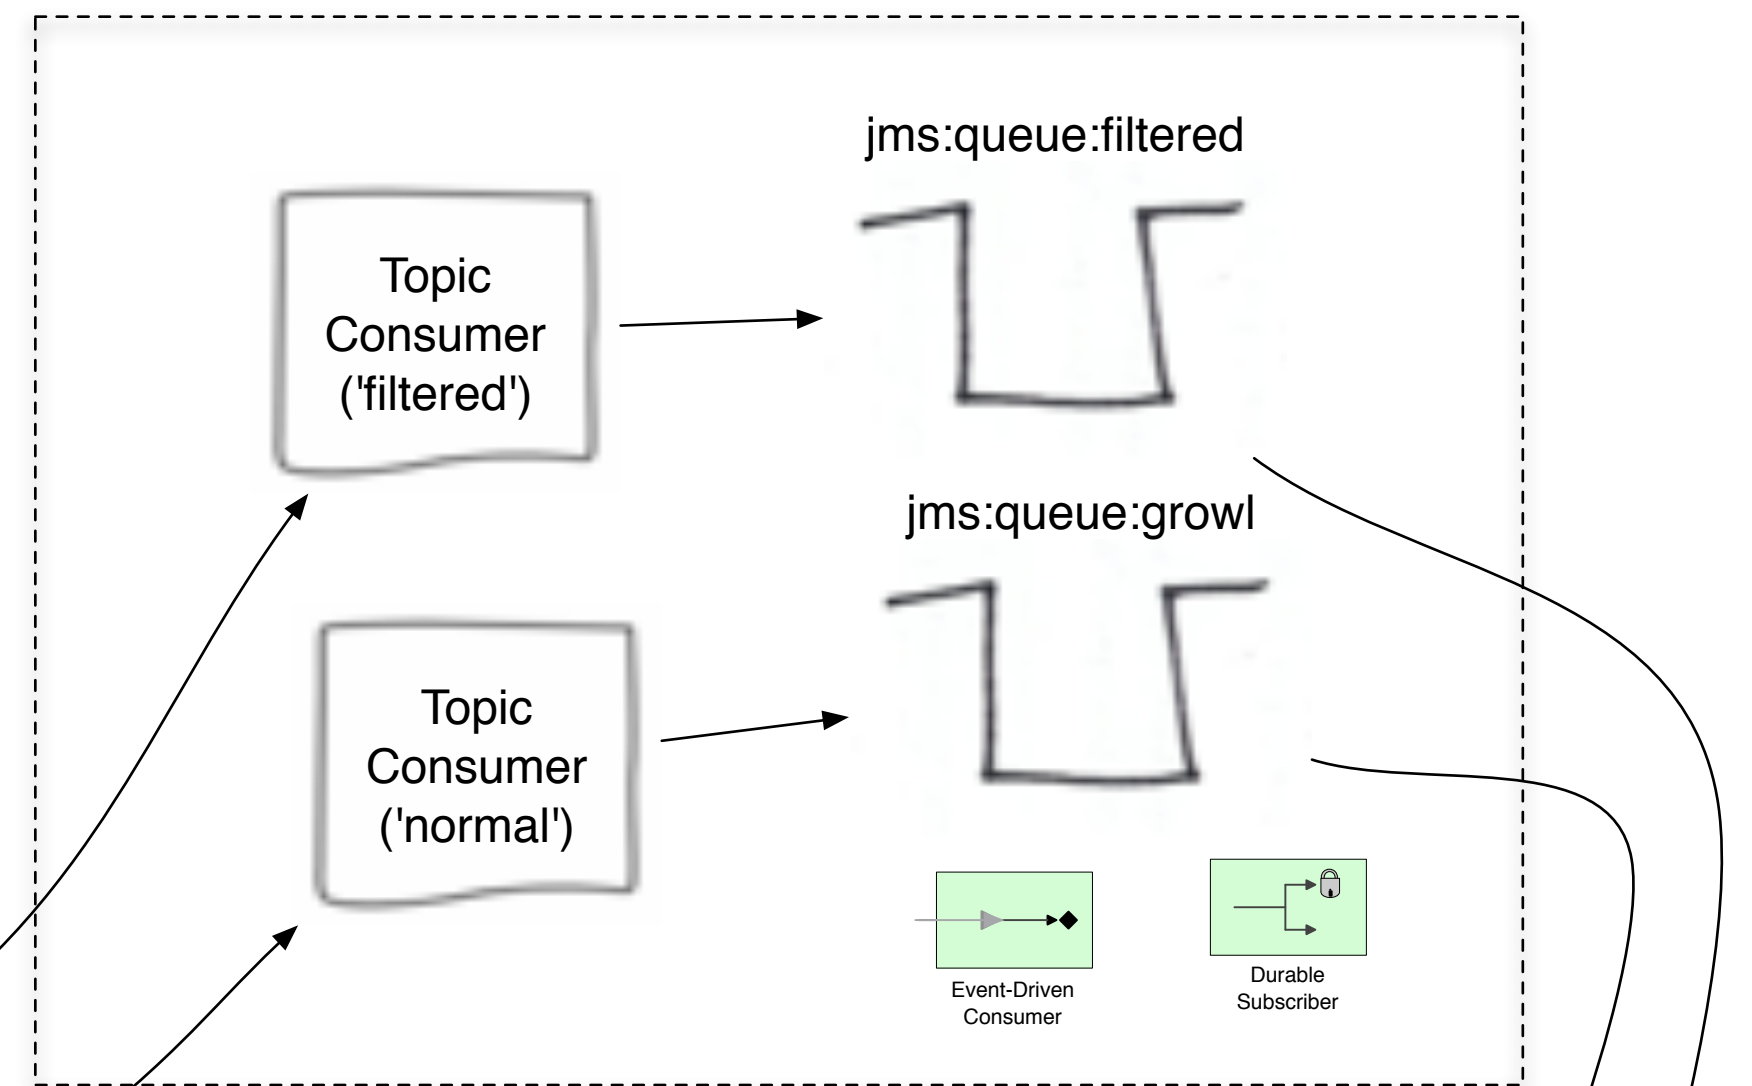 jms:queue:filtered
Topic
Consumer
('filtered')
jms:queue:growl
Topic
Consumer
('normal')
Event-Driven
Consumer
Durable
Subscriber